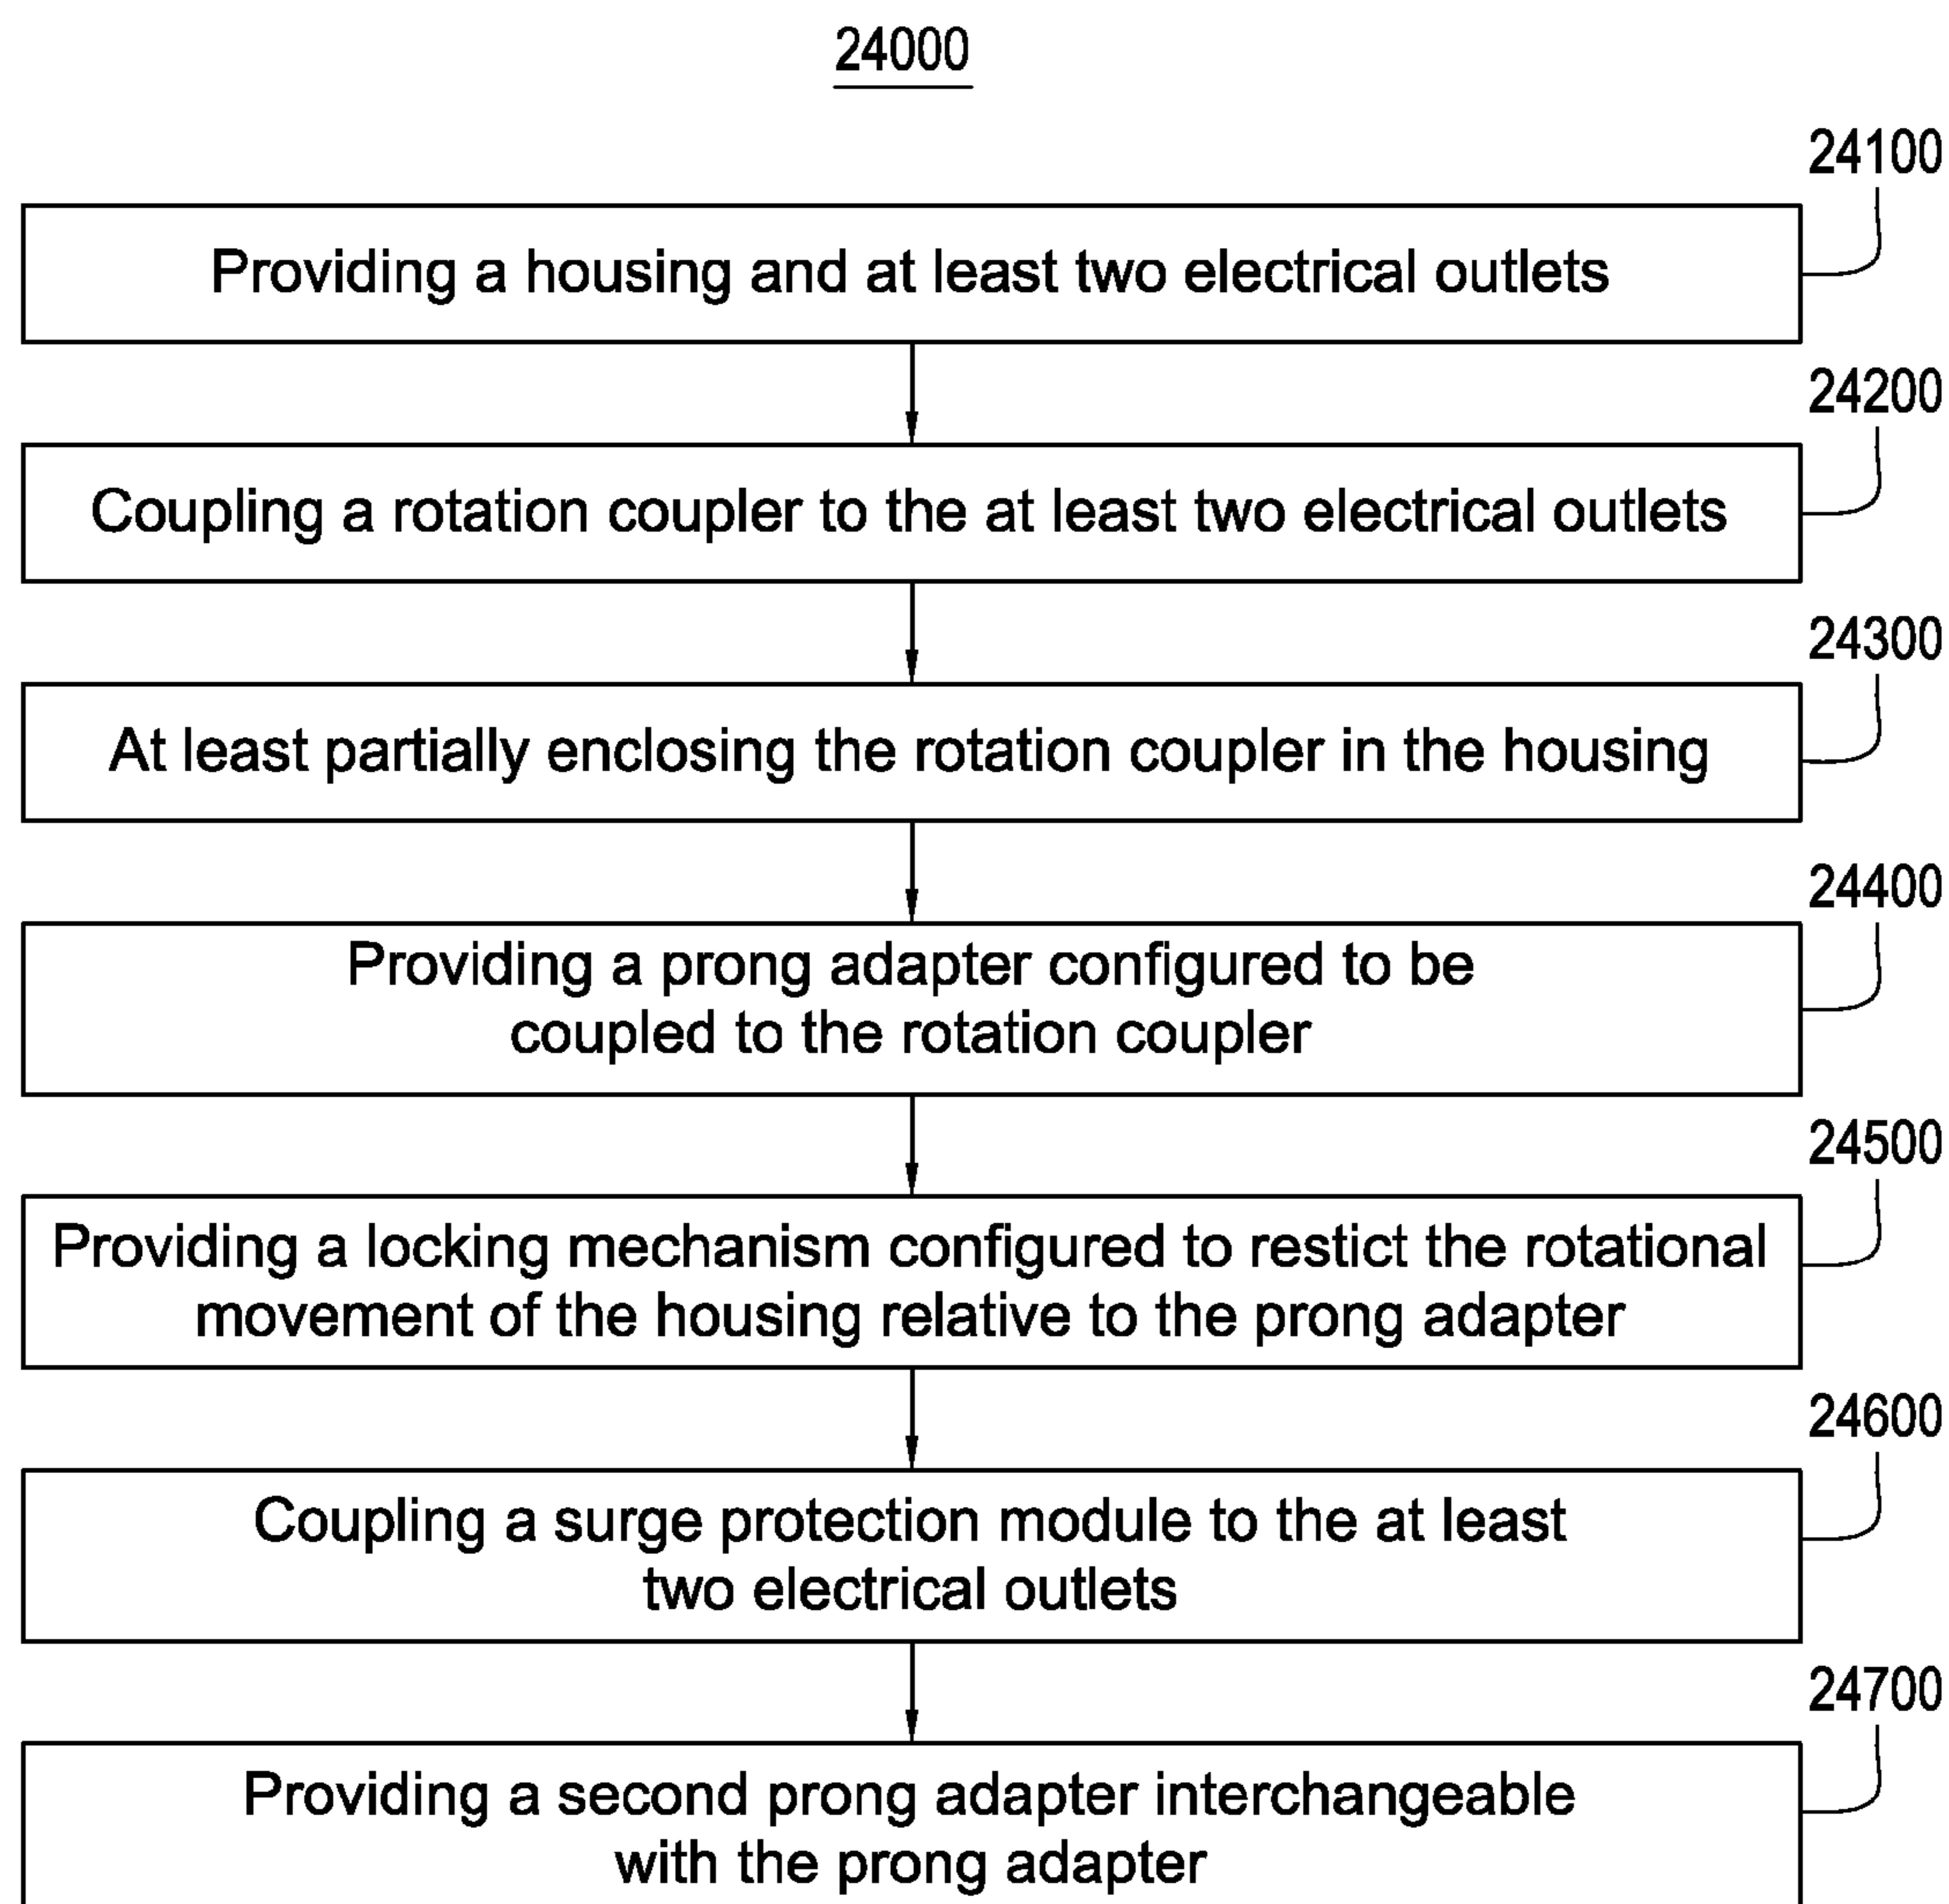 24000
24100
Providing a housing and at least two electrical outlets
24200
Coupling a rotation coupler to the at least two electrical outlets
24300
At least partially enclosing the rotation coupler in the housing
24400
Providing a prong adapter configured to be
coupled to the rotation coupler
24500
Providing a locking mechanism configured to restict the rotational
movement of the housing relative to the prong adapter
24600
Coupling a surge protection module to the at least
two electrical outlets
24700
Providing a second prong adapter interchangeable
with the prong adapter